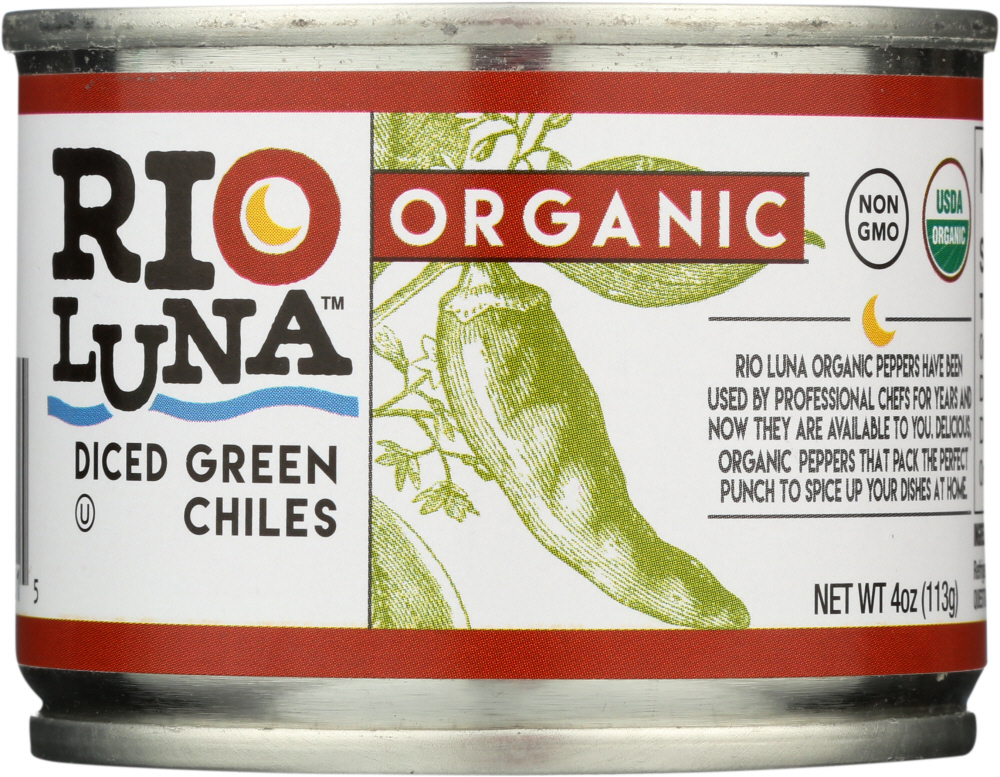 RIO
LUNA™
DICED GREEN
Ⓤ CHILES
5
ORGANIC
NON
GMO
USDA
ORGANIC
RIO LUNA ORGANIC PEPPERS HAVE BEEN
USED BY PROFESSIONAL CHEFS FOR YEARS AND
NOW THEY ARE AVAILABLE TO YOU. DELICIOUS,
ORGANIC PEPPERS THAT PACK THE PERFECT
PUNCH TO SPICE UP YOUR DISHES AT HOME.
NET WT 4oz (113g)